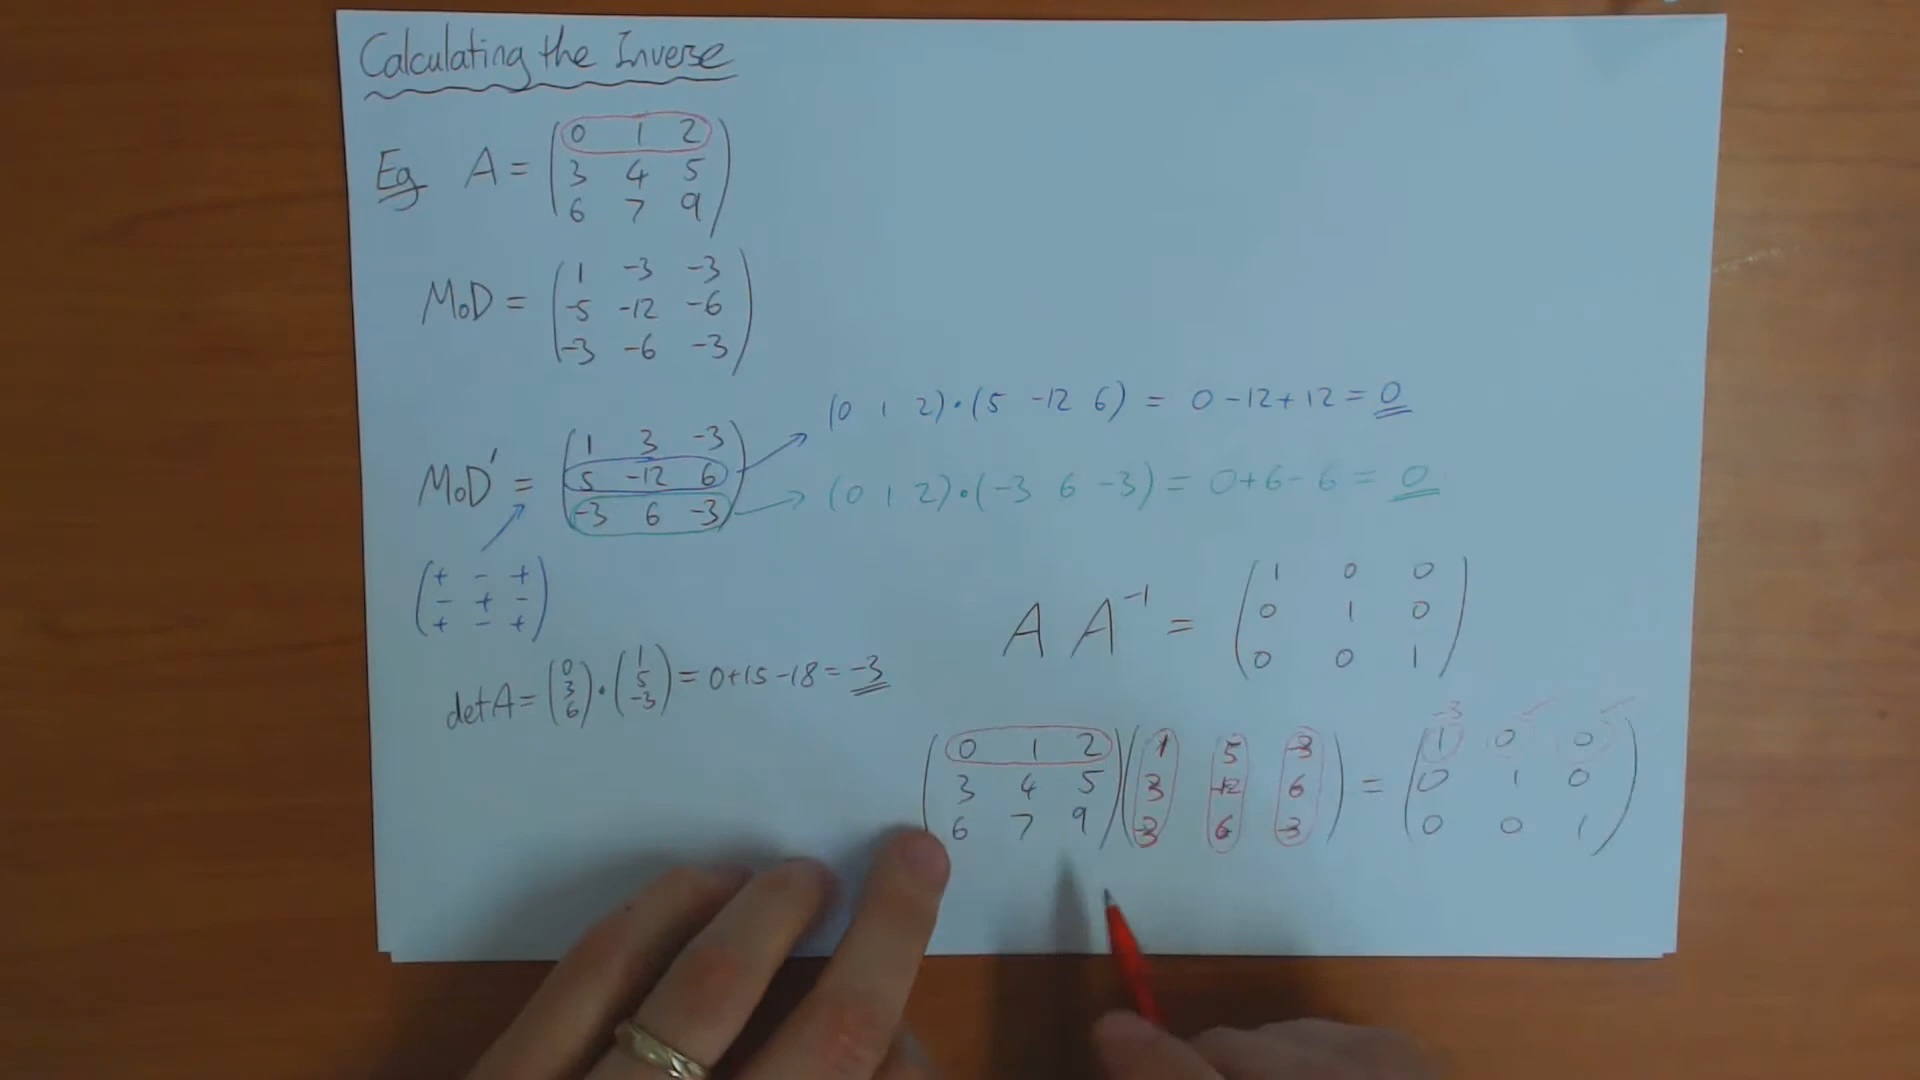 Calculating the Inverse
Eg A = (0 1 2
3 4 5
6 7 9)
MoD = (1 -3 -3
-5 -12 -6
-3 -6 -3)
MoD' = (1 3 -3
5 -12 6
-3 6 -3)
(0 1 2)·(5 -12 6) = 0-12+12 = 0
(0 1 2)·(-3 6 -3) = 0+6-6 = 0
(+ - +
- + -
+ - +)
det A = (0 3 6)·(1 5 -3) = 0+15-18 = -3
A A⁻¹ = (1 0 0
0 1 0
0 0 1)
-3
(0 1 2)(1 5 -3) = (1 0 0)
(3 4 5)(3 -12 6) (0 1 0)
(6 7 9)(-3 6 -3) (0 0 1)